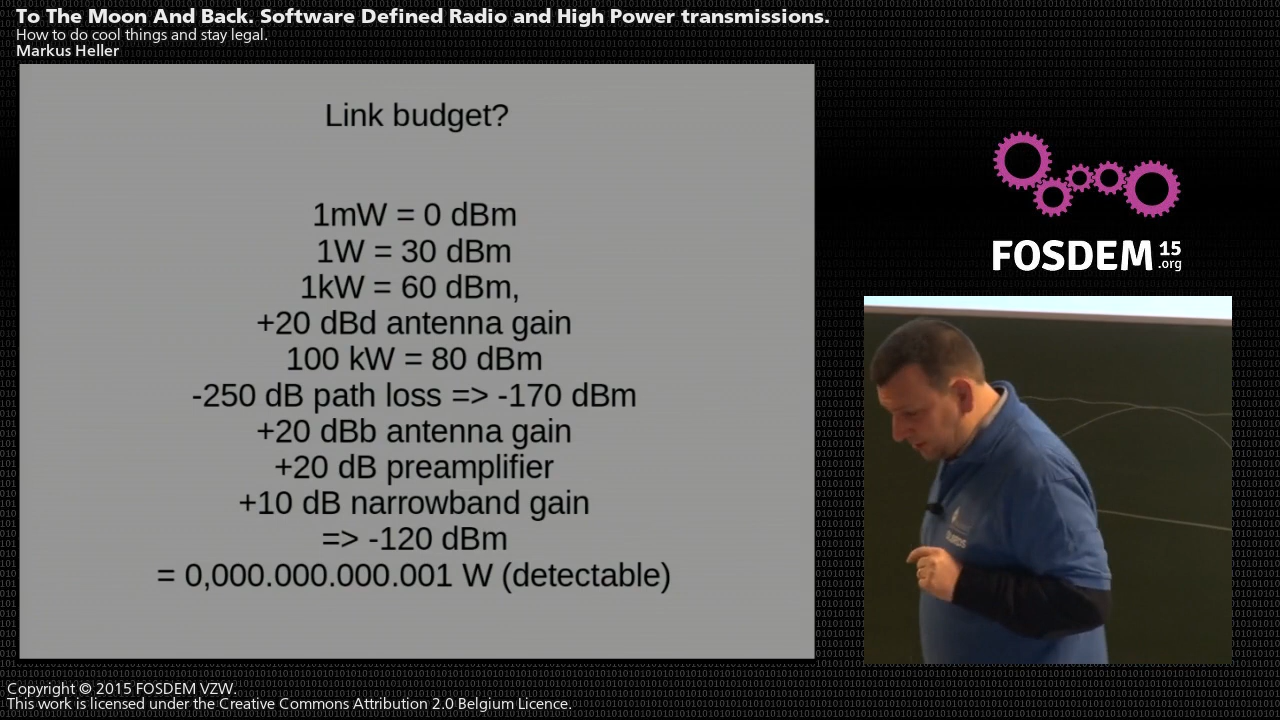 To The Moon And Back. Software Defined Radio and High Power transmissions.
How to do cool things and stay legal.
Markus Heller
Link budget?
1mW = 0 dBm
1W = 30 dBm
1kW = 60 dBm,
+20 dBd antenna gain
100 kW = 80 dBm
-250 dB path loss => -170 dBm
+20 dBb antenna gain
+20 dB preamplifier
+10 dB narrowband gain
=> -120 dBm
= 0,000.000.000.001 W (detectable)
FOSDEM 15
.org
Copyright © 2015 FOSDEM VZW.
This work is licensed under the Creative Commons Attribution 2.0 Belgium Licence.